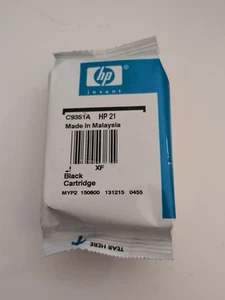 hp
invent
C9351A HP 21
Made in Malaysia
XF
Black
Cartridge
MYP2 150600 131215 0455
TEAR HERE